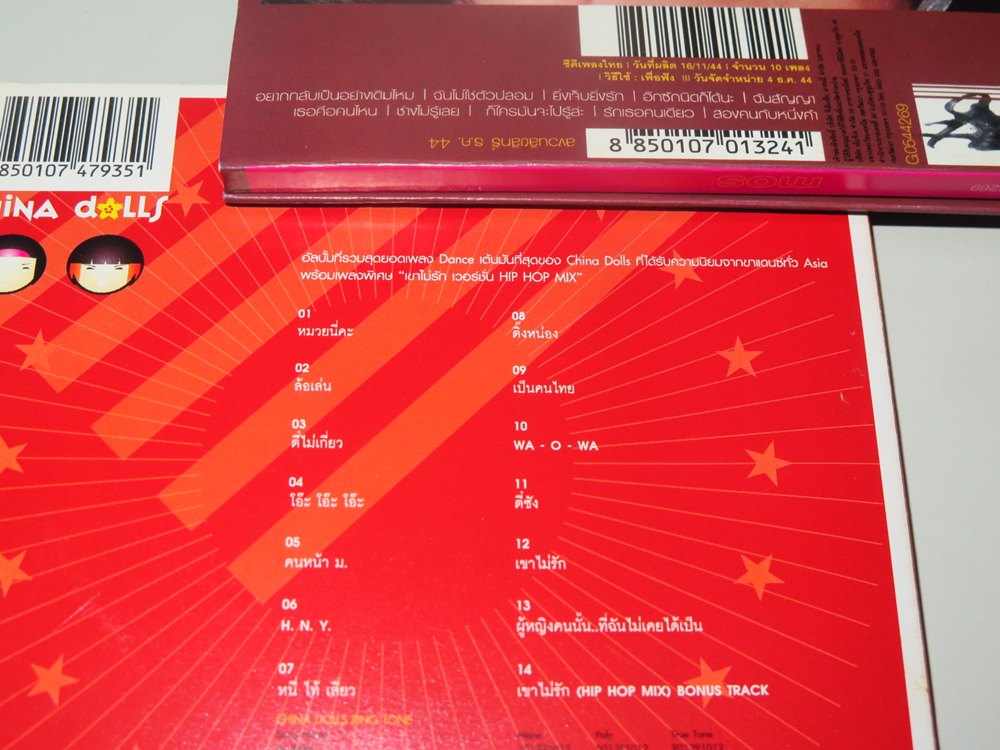 ซีดีเพลงไทย | วันที่ผลิต 16/11/44 | จำนวน 10 เพลง
| วิธีใช้ : เพื่อฟัง ||| วันจัดจำหน่าย 4 ธ.ค. 44
อยากกลับเป็นอย่างเดิมไหม | ฉันไม่ใช่ตัวปลอม | ยิ่งเจ็บยิ่งรัก | อีกซักนิดก็ได้นะ | ฉันสัญญา
เธอคือคนไหน | ช่างไม่รู้เลย | ก็ใครมันจะไปรู้ล่ะ | รักเธอคนเดียว | สองคนกับหนึ่งคำ
สงวนลิขสิทธิ์ ธ.ค. 44
8 850107 013241
G.0544269
MOS
850107 479351
CHINA DOLLS
อัลบั้มที่รวมสุดยอดเพลง Dance เต้นมันที่สุดของ China Dolls ที่ได้รับความนิยมจากขาแดนซ์ทั่ว Asia
พร้อมเพลงพิเศษ "เขาไม่รัก เวอร์ชั่น HIP HOP MIX"
01
หมวยนี่คะ
02
ล้อเล่น
03
ตี๋ไม่เกี่ยว
04
โอ๊ะ โอ๊ะ โอ๊ะ
05
คนหน้า ม.
06
H. N. Y.
07
หนี โท้ เสี่ยว
08
ติ๊งหน่อง
09
เป็นคนไทย
10
WA - O - WA
11
ตี่ซัง
12
เขาไม่รัก
13
ผู้หญิงคนนั้น..ที่ฉันไม่เคยได้เป็น
14
เขาไม่รัก (HIP HOP MIX) BONUS TRACK
CHINA DOLLS RING TONE
Mono Poly True Tone